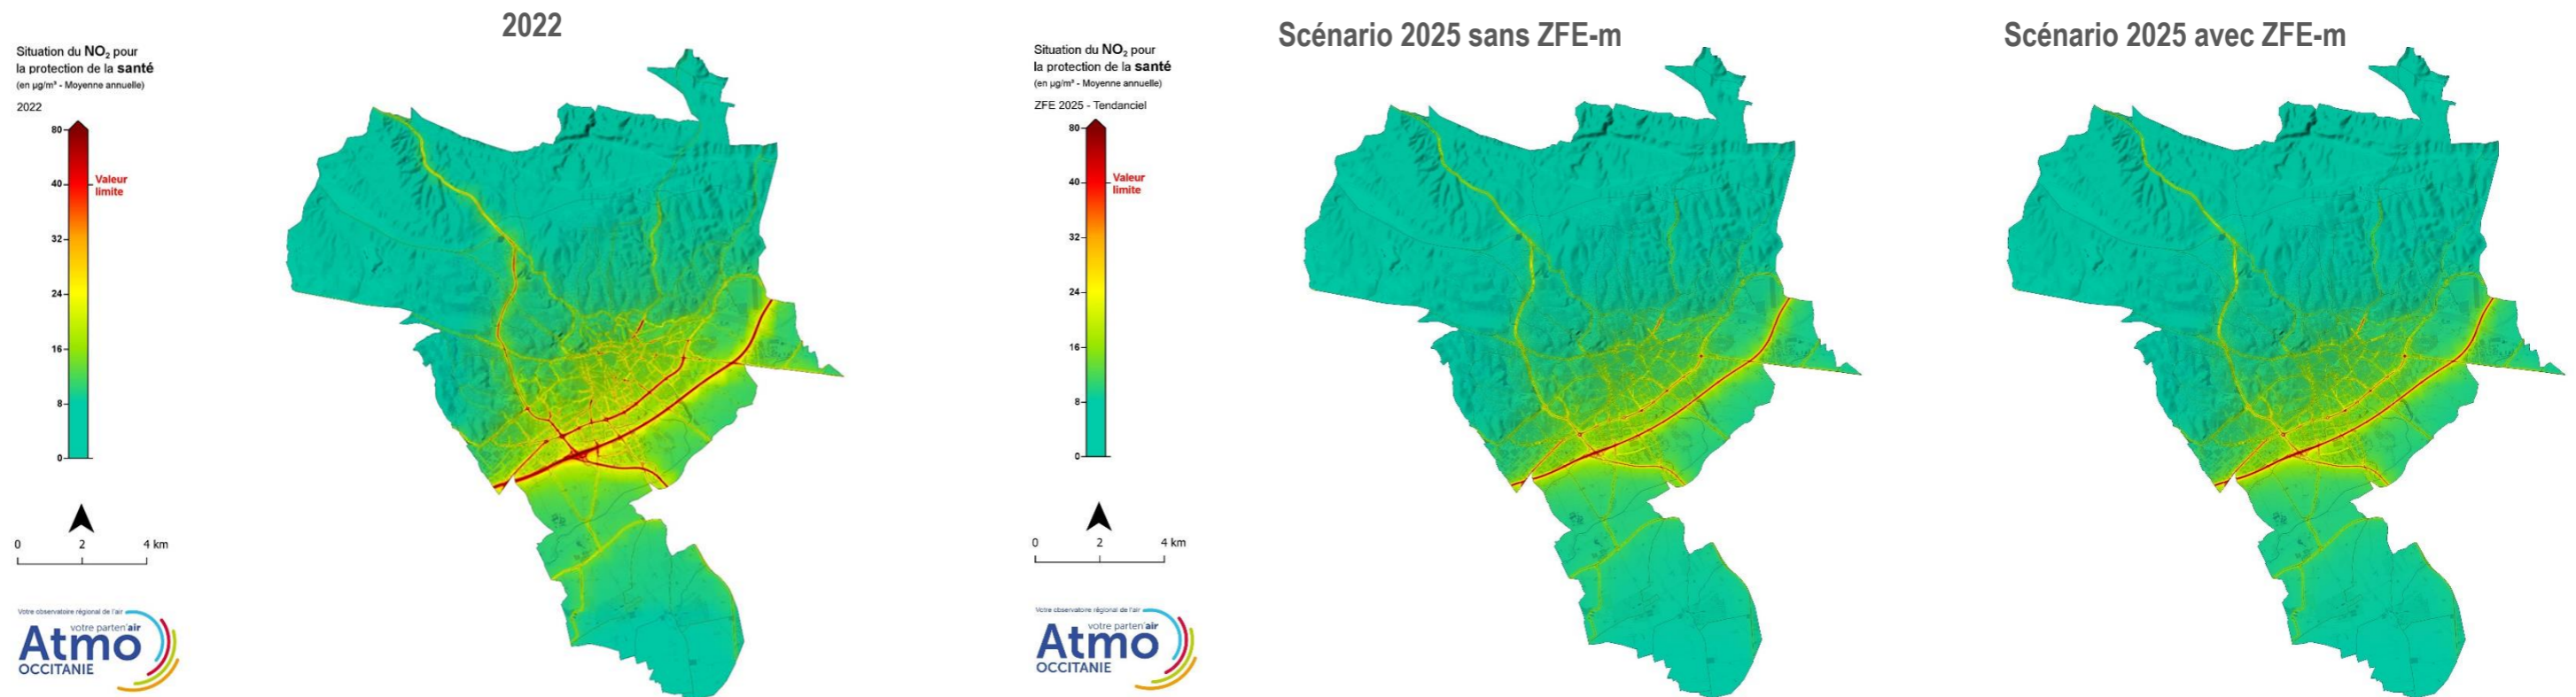 2022
Situation du NO₂ pour
la protection de la santé
(en µg/m³ - Moyenne annuelle)
2022
80
40
Valeur
limite
32
24
16
8
0
0 2 4 km
Votre observatoire régional de l'air
votre parten'air
Atmo
OCCITANIE
Scénario 2025 sans ZFE-m
Situation du NO₂ pour
la protection de la santé
(en µg/m³ - Moyenne annuelle)
ZFE 2025 - Tendanciel
80
40
Valeur
limite
32
24
16
8
0
0 2 4 km
Votre observatoire régional de l'air
votre parten'air
Atmo
OCCITANIE
Scénario 2025 avec ZFE-m